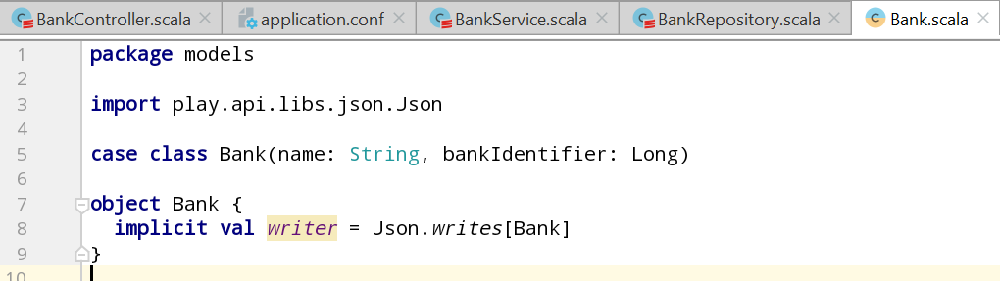 BankController.scala application.conf BankService.scala BankRepository.scala Bank.scala
1 package models
2
3 import play.api.libs.json.Json
4
5 case class Bank(name: String, bankIdentifier: Long)
6
7 object Bank {
8   implicit val writer = Json.writes[Bank]
9 }
10